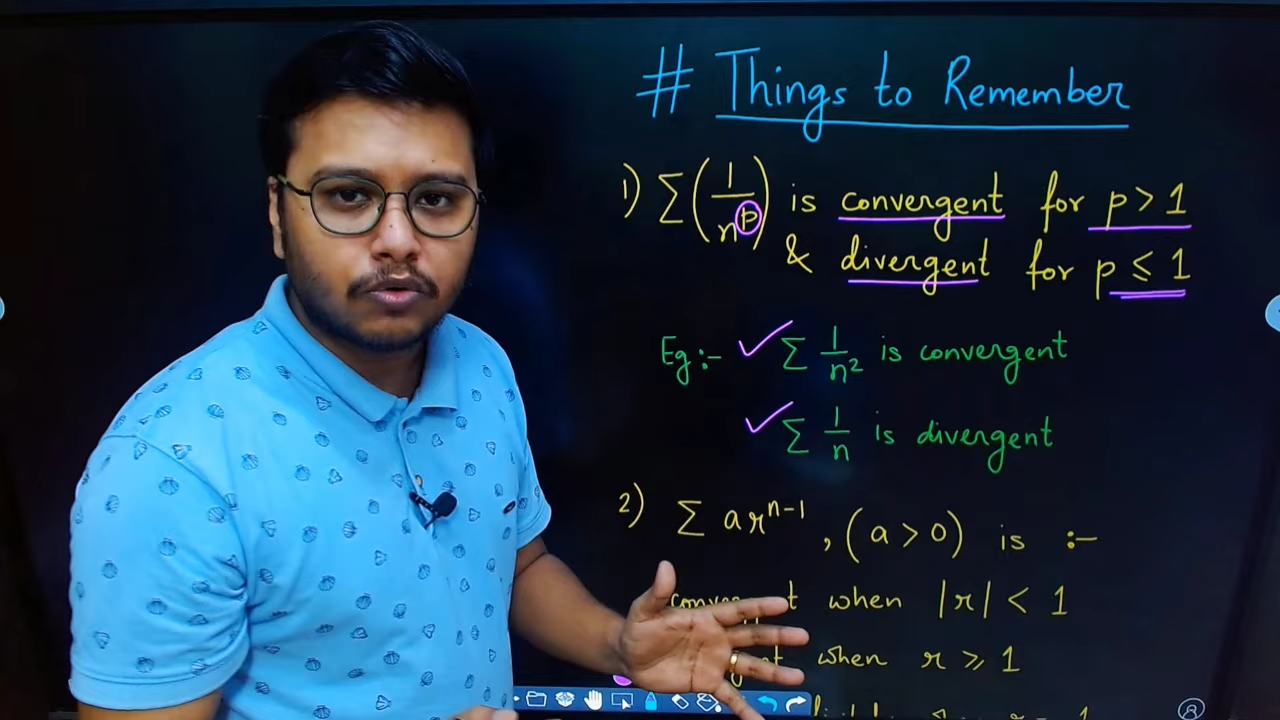 # Things to Remember
1) Σ(1/n^p) is convergent for p > 1
& divergent for p ≤ 1
Eg:- ✓ Σ 1/n² is convergent
✓ Σ 1/n is divergent
2) Σ ar^(n-1), (a > 0) is :-
when |r| < 1
when r ⩾ 1